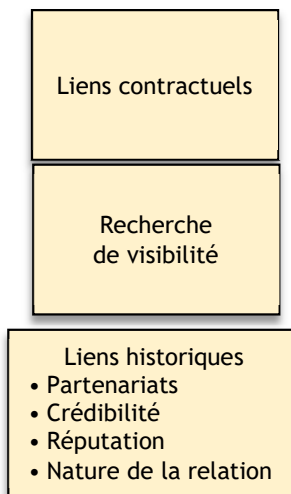 Liens contractuels
Recherche
de visibilité
Liens historiques
• Partenariats
• Crédibilité
• Réputation
• Nature de la relation